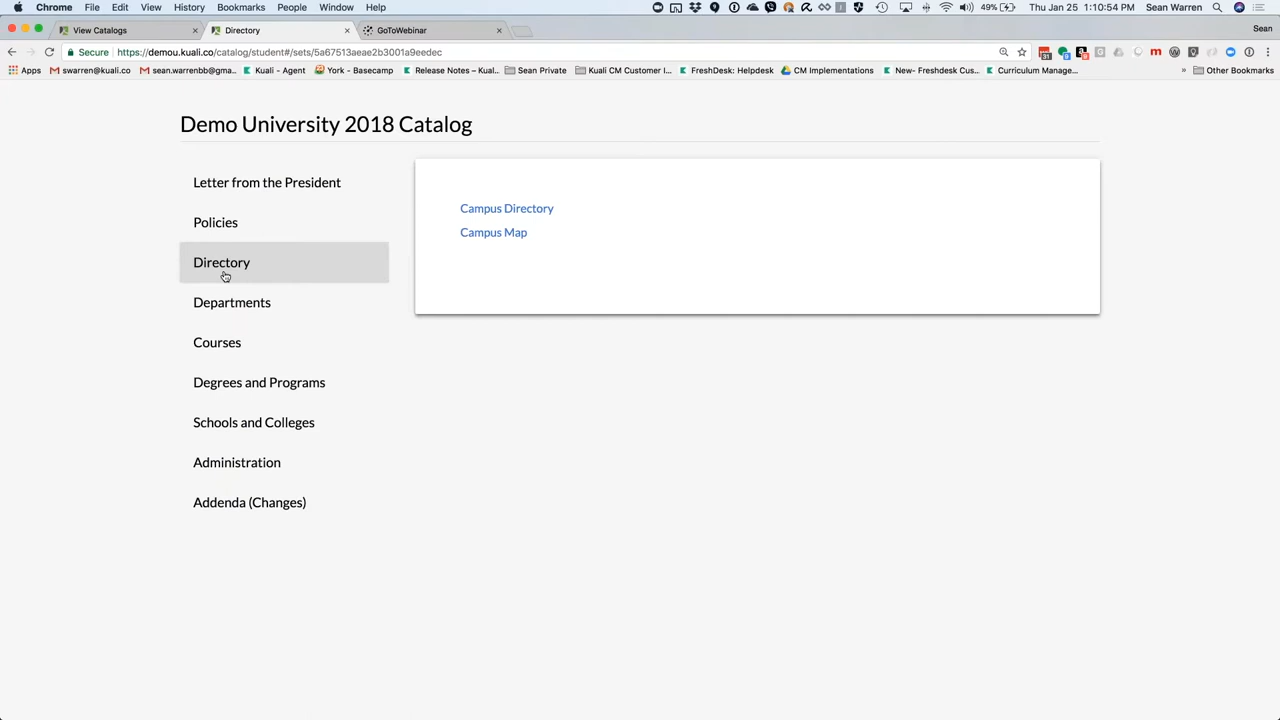 Chrome File Edit View History Bookmarks People Window Help 49% Thu Jan 25 1:10:54 PM Sean Warren
View Catalogs Directory GoToWebinar Sean
Secure https://demou.kuali.co/catalog/student#/sets/5a67513aeae2b3001a9eedec
Apps swarren@kuali.co sean.warrenbb@gma... Kuali - Agent York - Basecamp Release Notes – Kual... Sean Private Kuali CM Customer I... FreshDesk: Helpdesk CM Implementations New- Freshdesk Cus... Curriculum Manage... » Other Bookmarks
Demo University 2018 Catalog
Letter from the President
Policies
Directory
Departments
Courses
Degrees and Programs
Schools and Colleges
Administration
Addenda (Changes)
Campus Directory
Campus Map